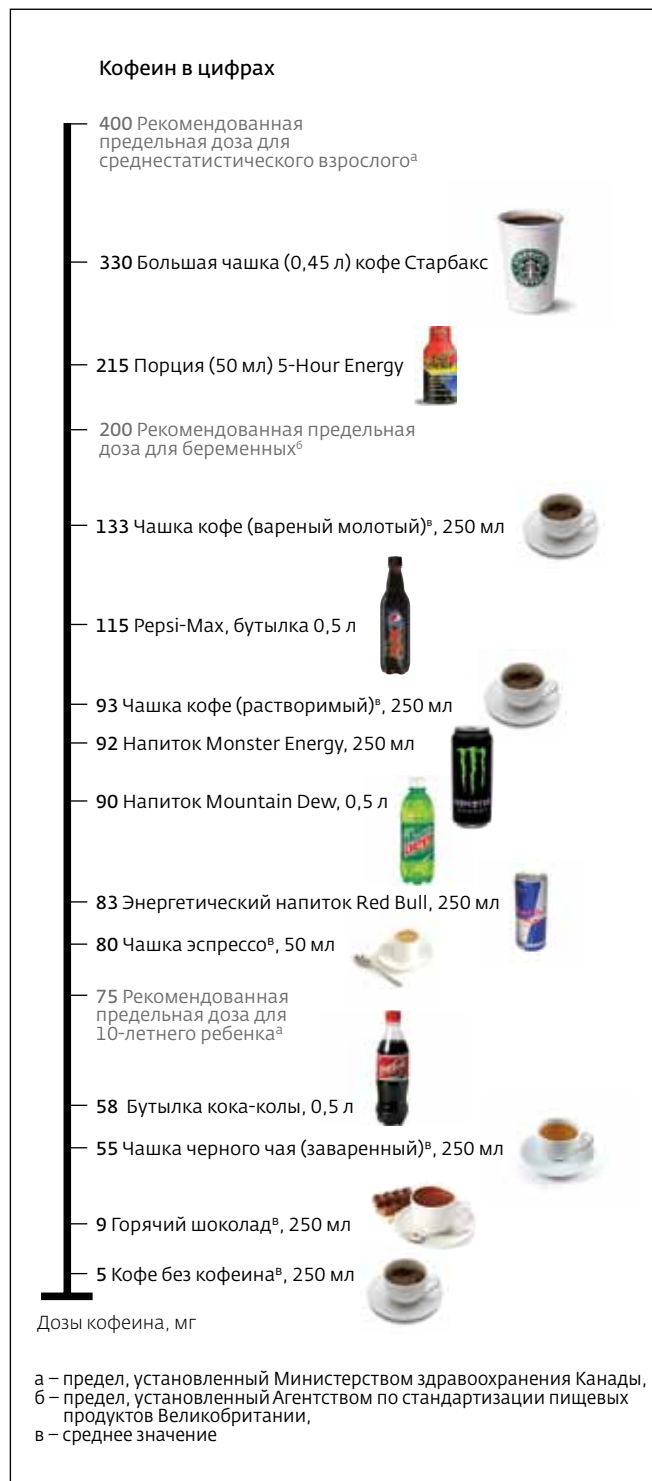 Кофеин в цифрах
400 Рекомендованная
предельная доза для
среднестатистического взрослогоᵃ
330 Большая чашка (0,45 л) кофе Старбакс
215 Порция (50 мл) 5-Hour Energy
200 Рекомендованная предельная
доза для беременныхᵇ
133 Чашка кофе (вареный молотый)ᵛ, 250 мл
115 Pepsi-Max, бутылка 0,5 л
93 Чашка кофе (растворимый)ᵛ, 250 мл
92 Напиток Monster Energy, 250 мл
90 Напиток Mountain Dew, 0,5 л
83 Энергетический напиток Red Bull, 250 мл
80 Чашка эспрессоᵛ, 50 мл
75 Рекомендованная
предельная доза для
10-летнего ребенкаᵃ
58 Бутылка кока-колы, 0,5 л
55 Чашка черного чая (заваренный)ᵛ, 250 мл
9 Горячий шоколадᵛ, 250 мл
5 Кофе без кофеинаᵛ, 250 мл
Дозы кофеина, мг
а – предел, установленный Министерством здравоохранения Канады,
б – предел, установленный Агентством по стандартизации пищевых
продуктов Великобритании,
в – среднее значение